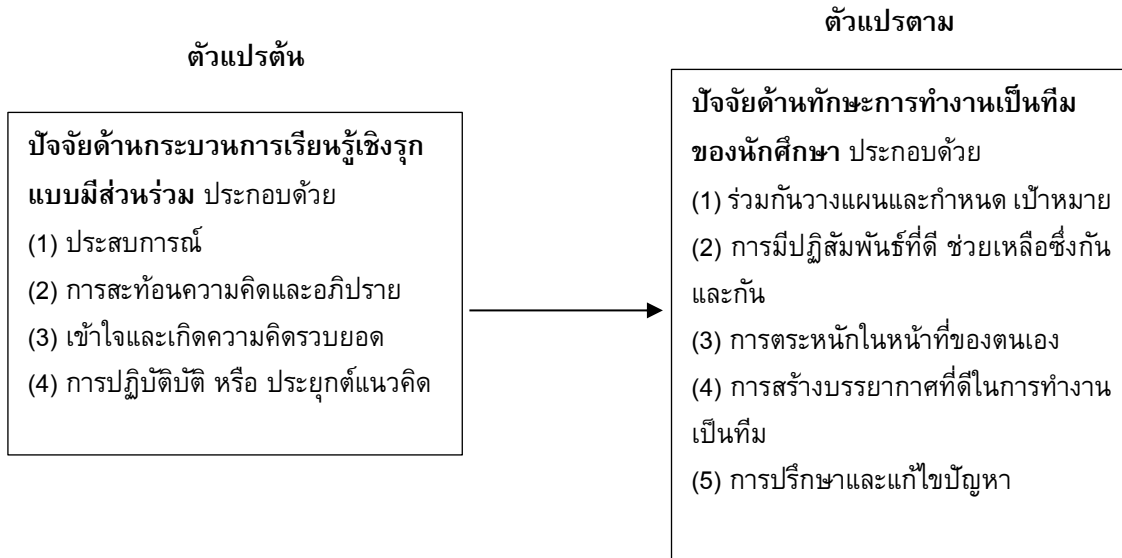 ตัวแปรต้น
ปัจจัยด้านกระบวนการเรียนรู้เชิงรุก
แบบมีส่วนร่วม ประกอบด้วย
(1) ประสบการณ์
(2) การสะท้อนความคิดและอภิปราย
(3) เข้าใจและเกิดความคิดรวบยอด
(4) การปฏิบัติบัติ หรือ ประยุกต์แนวคิด
ตัวแปรตาม
ปัจจัยด้านทักษะการทำงานเป็นทีม
ของนักศึกษา ประกอบด้วย
(1) ร่วมกันวางแผนและกำหนด เป้าหมาย
(2) การมีปฏิสัมพันธ์ที่ดี ช่วยเหลือซึ่งกัน
และกัน
(3) การตระหนักในหน้าที่ของตนเอง
(4) การสร้างบรรยากาศที่ดีในการทำงาน
เป็นทีม
(5) การปรึกษาและแก้ไขปัญหา